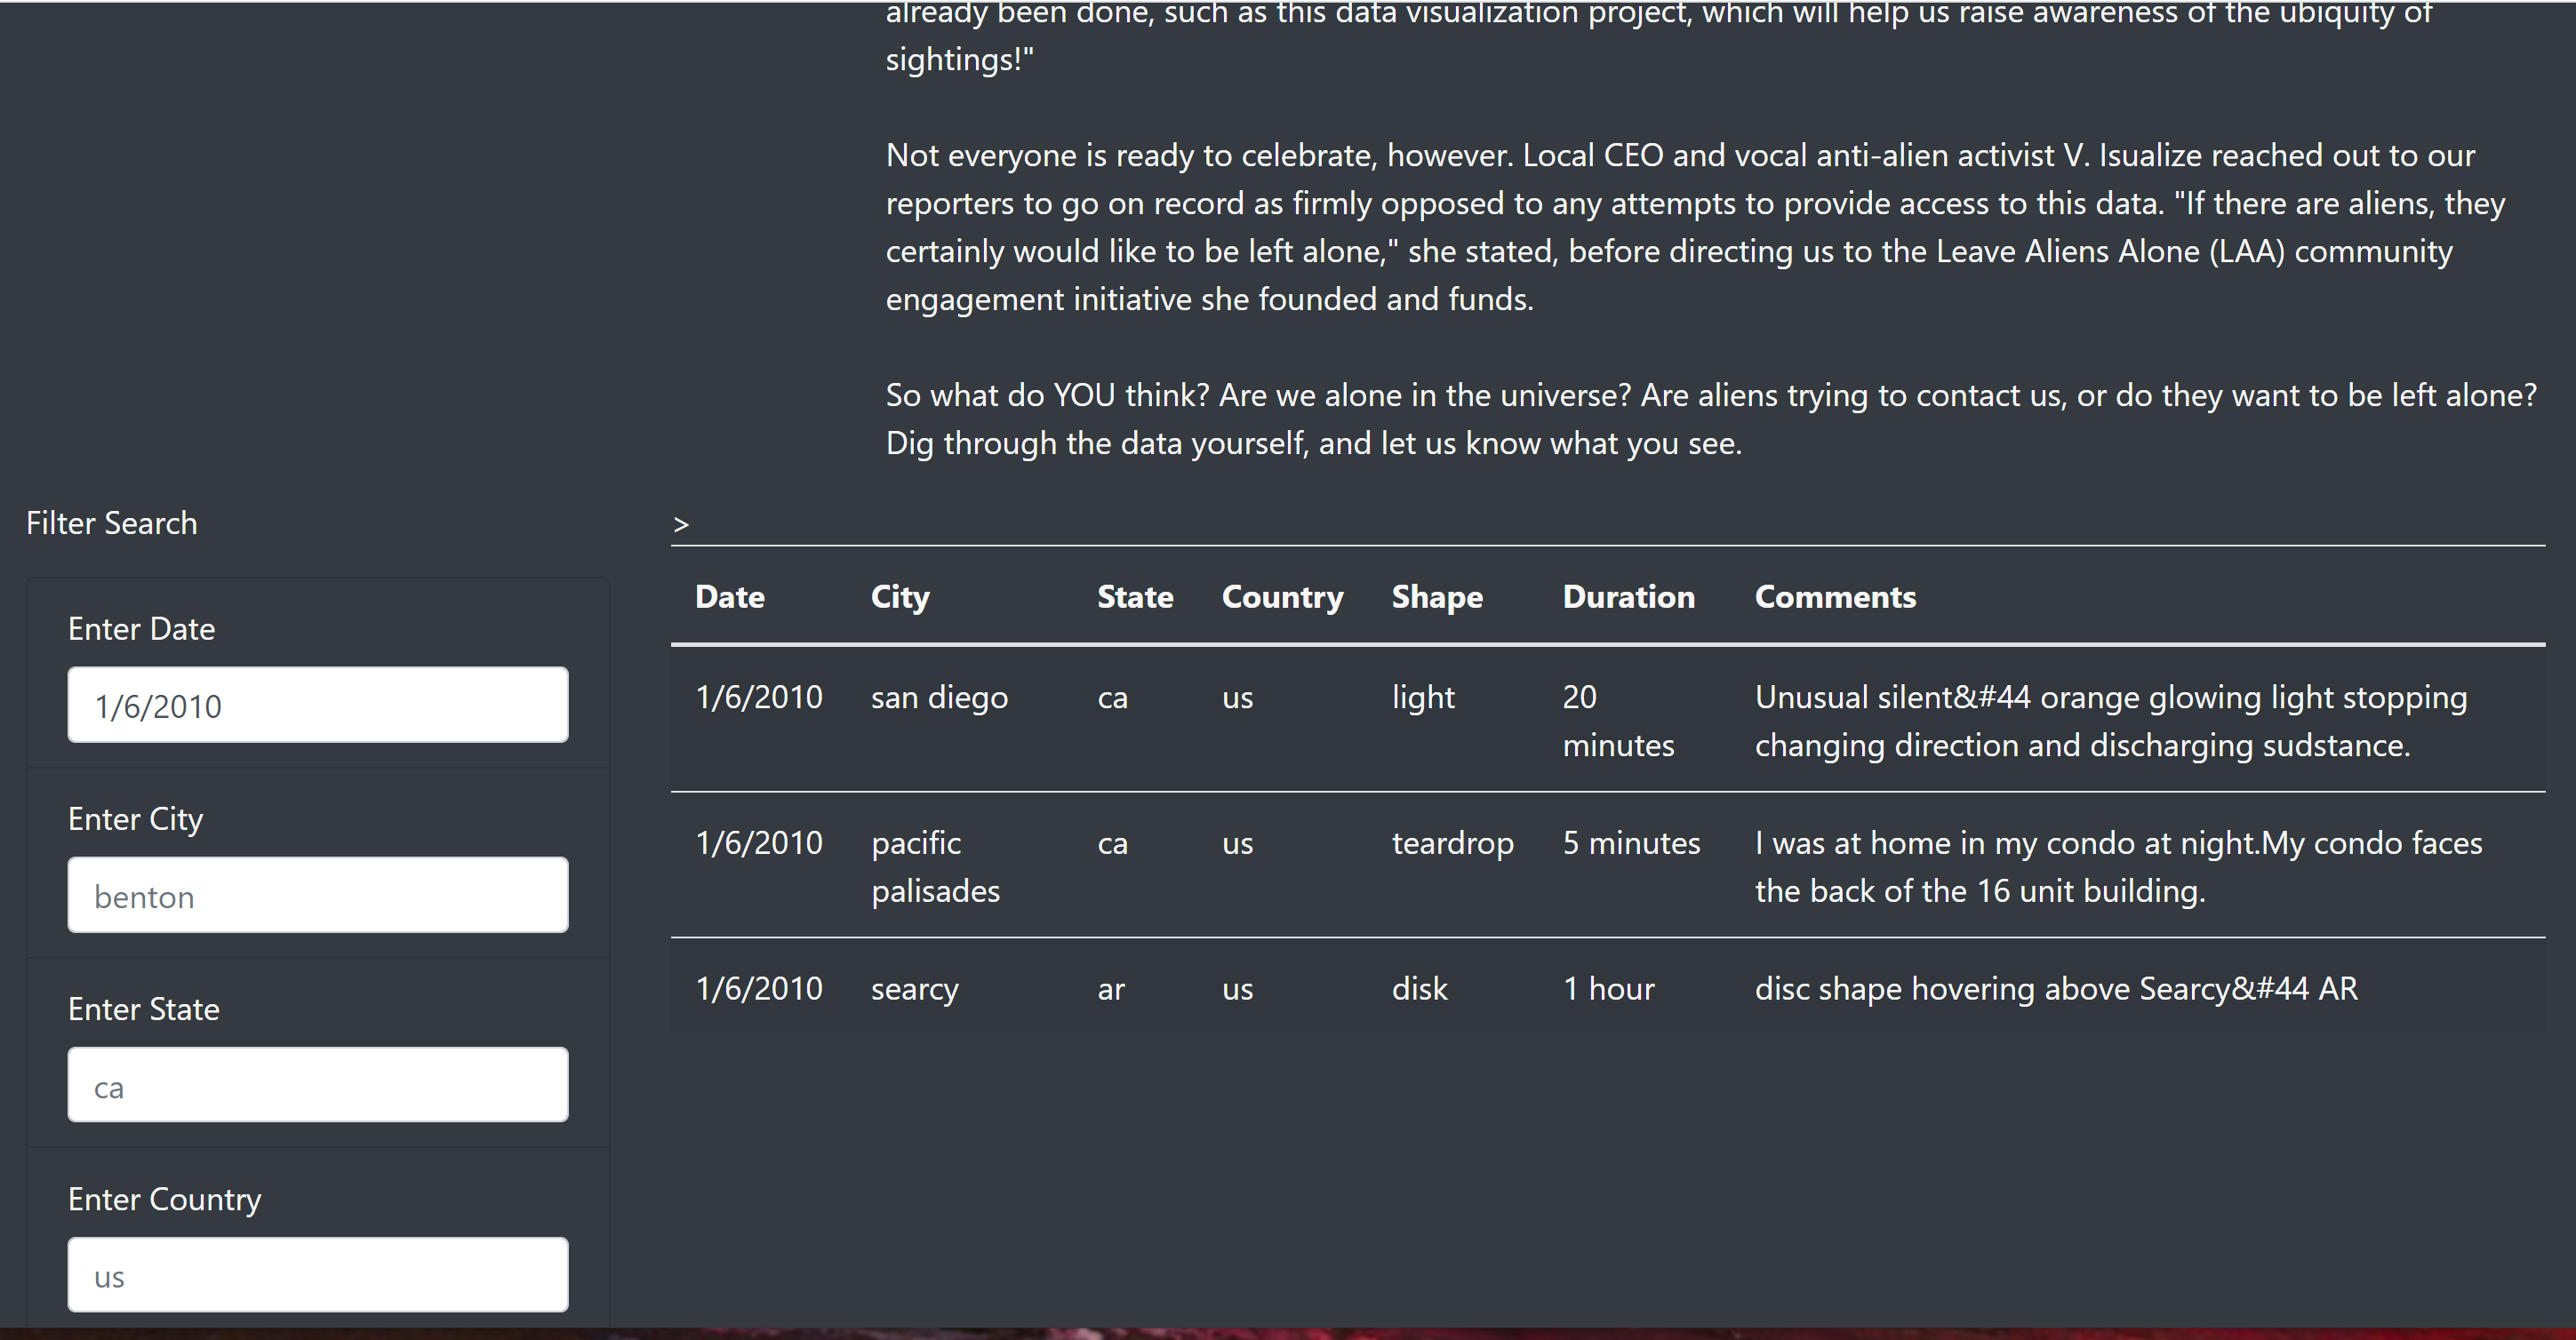 already been done, such as this data visualization project, which will help us raise awareness of the ubiquity of
sightings!"
Not everyone is ready to celebrate, however. Local CEO and vocal anti-alien activist V. Isualize reached out to our
reporters to go on record as firmly opposed to any attempts to provide access to this data. "If there are aliens, they
certainly would like to be left alone," she stated, before directing us to the Leave Aliens Alone (LAA) community
engagement initiative she founded and funds.
So what do YOU think? Are we alone in the universe? Are aliens trying to contact us, or do they want to be left alone?
Dig through the data yourself, and let us know what you see.
Filter Search
Enter Date
1/6/2010
Enter City
benton
Enter State
ca
Enter Country
us
>
Date City State Country Shape Duration Comments
1/6/2010 san diego ca us light 20 Unusual silent&#44 orange glowing light stopping
minutes changing direction and discharging sudstance.
1/6/2010 pacific ca us teardrop 5 minutes I was at home in my condo at night.My condo faces
palisades the back of the 16 unit building.
1/6/2010 searcy ar us disk 1 hour disc shape hovering above Searcy&#44 AR